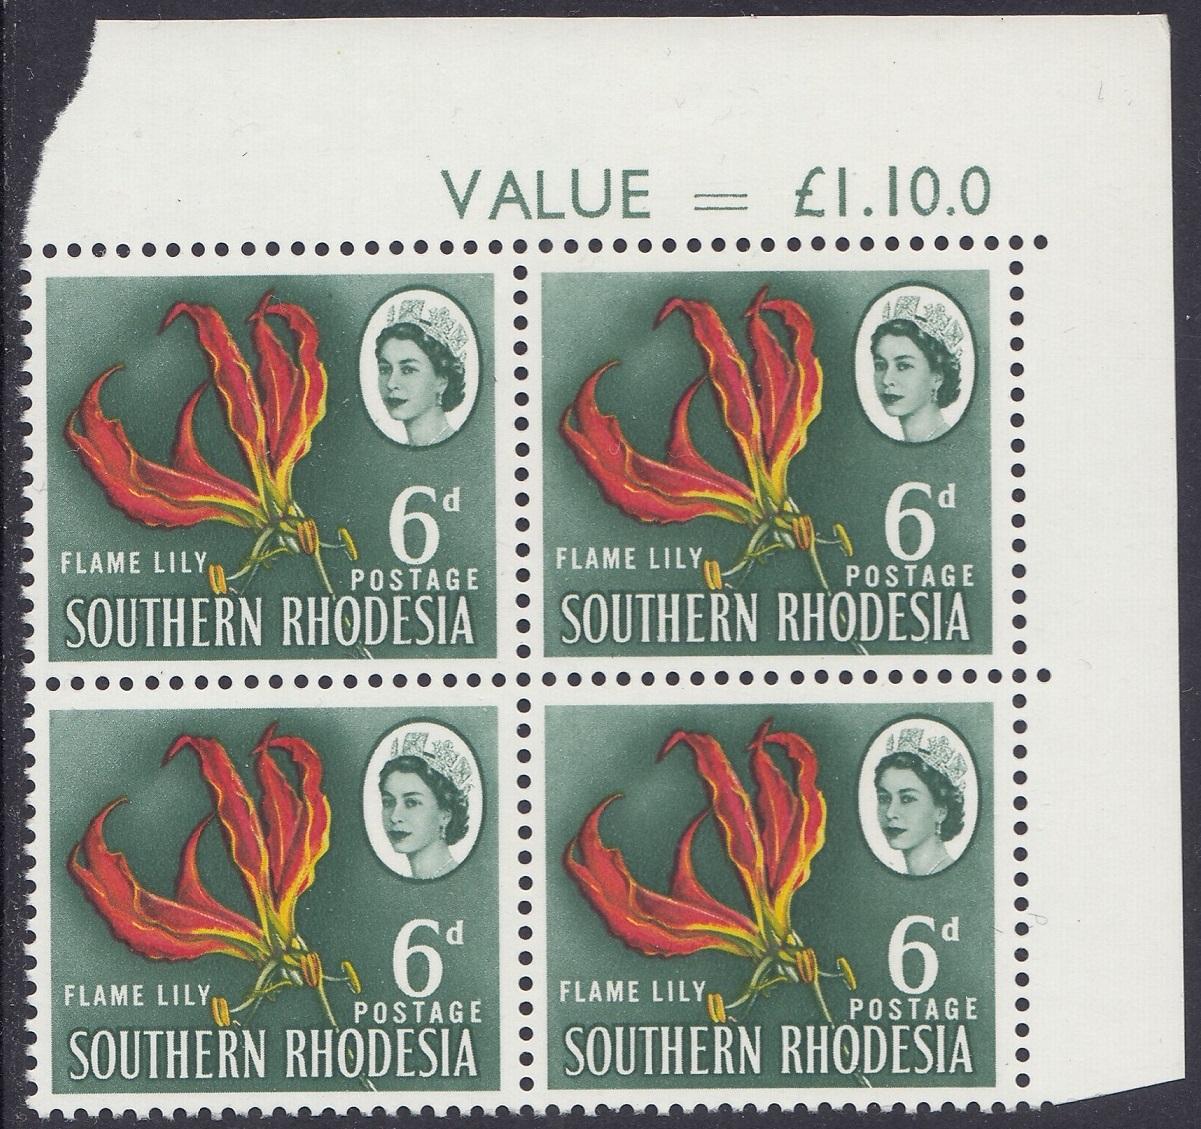 VALUE = £1.10.0
6d
FLAME LILY
POSTAGE
SOUTHERN RHODESIA
6d
FLAME LILY
POSTAGE
SOUTHERN RHODESIA
6d
FLAME LILY
POSTAGE
SOUTHERN RHODESIA
6d
FLAME LILY
POSTAGE
SOUTHERN RHODESIA